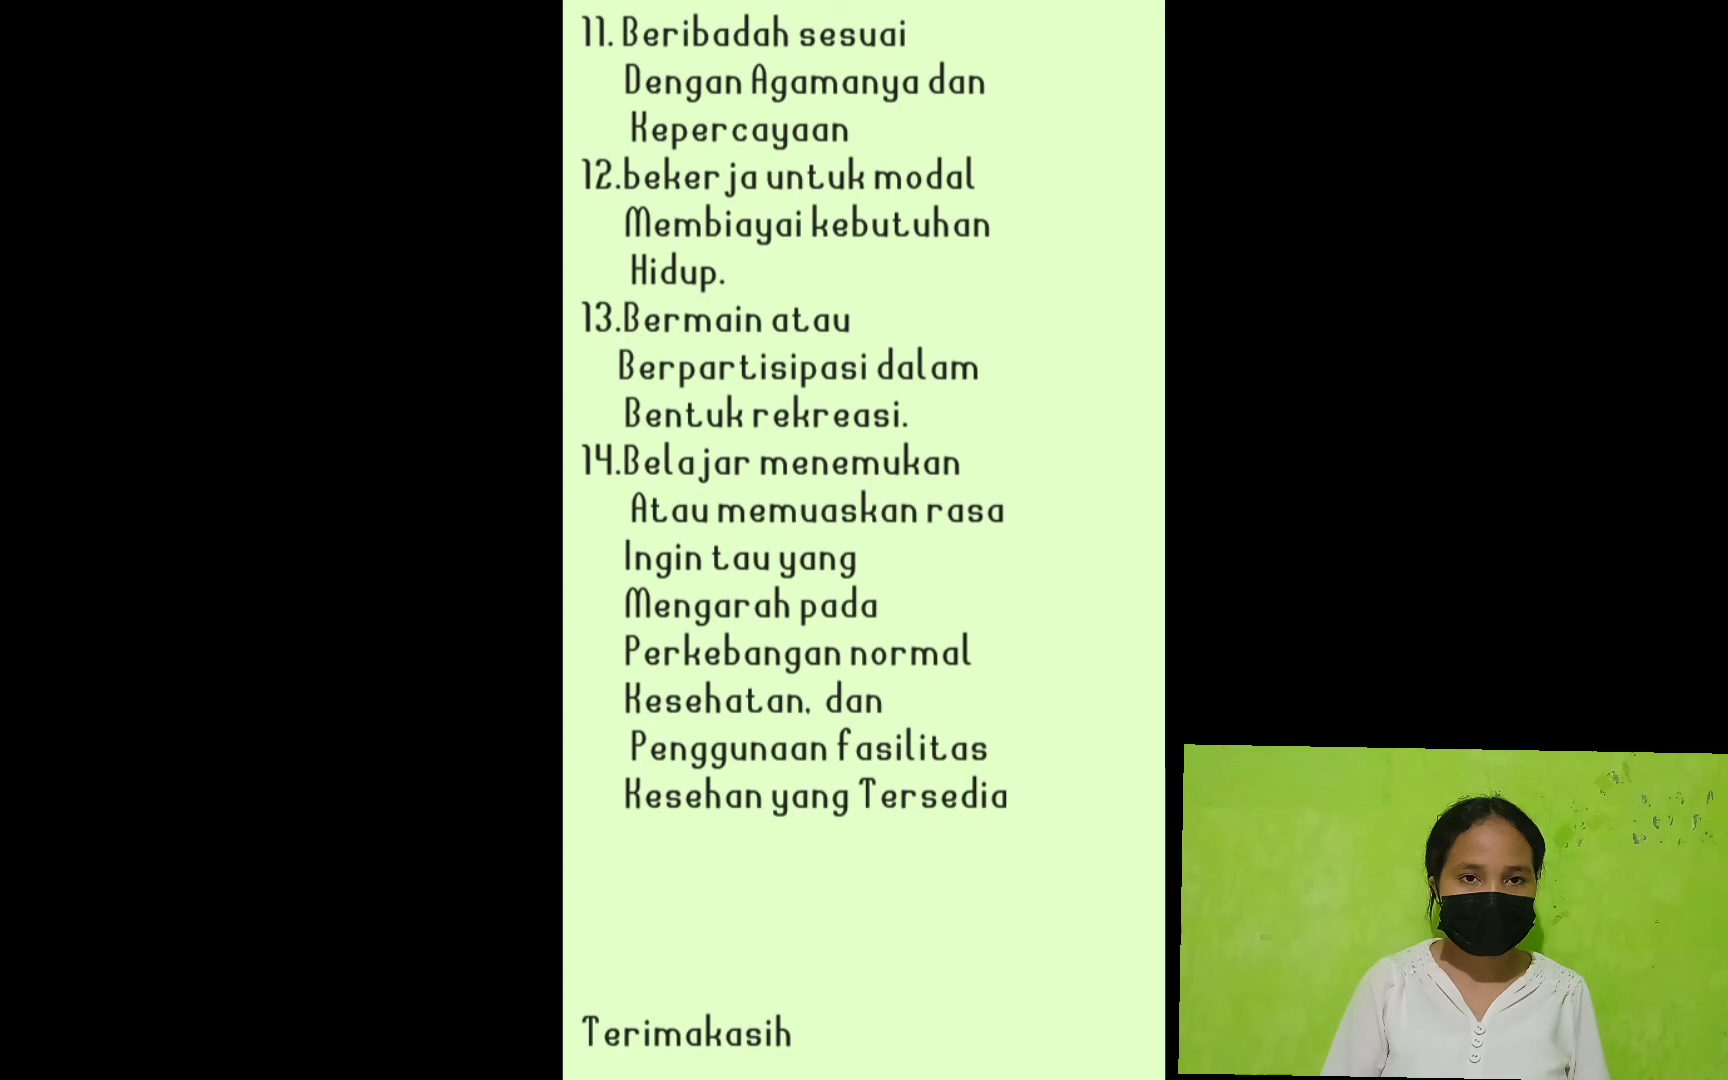 11. Beribadah sesuai
Dengan Agamanya dan
Kepercayaan
12.bekerja untuk modal
Membiayai kebutuhan
Hidup.
13.Bermain atau
Berpartisipasi dalam
Bentuk rekreasi.
14.Belajar menemukan
Atau memuaskan rasa
Ingin tau yang
Mengarah pada
Perkebangan normal
Kesehatan, dan
Penggunaan fasilitas
Kesehan yang Tersedia
Terimakasih